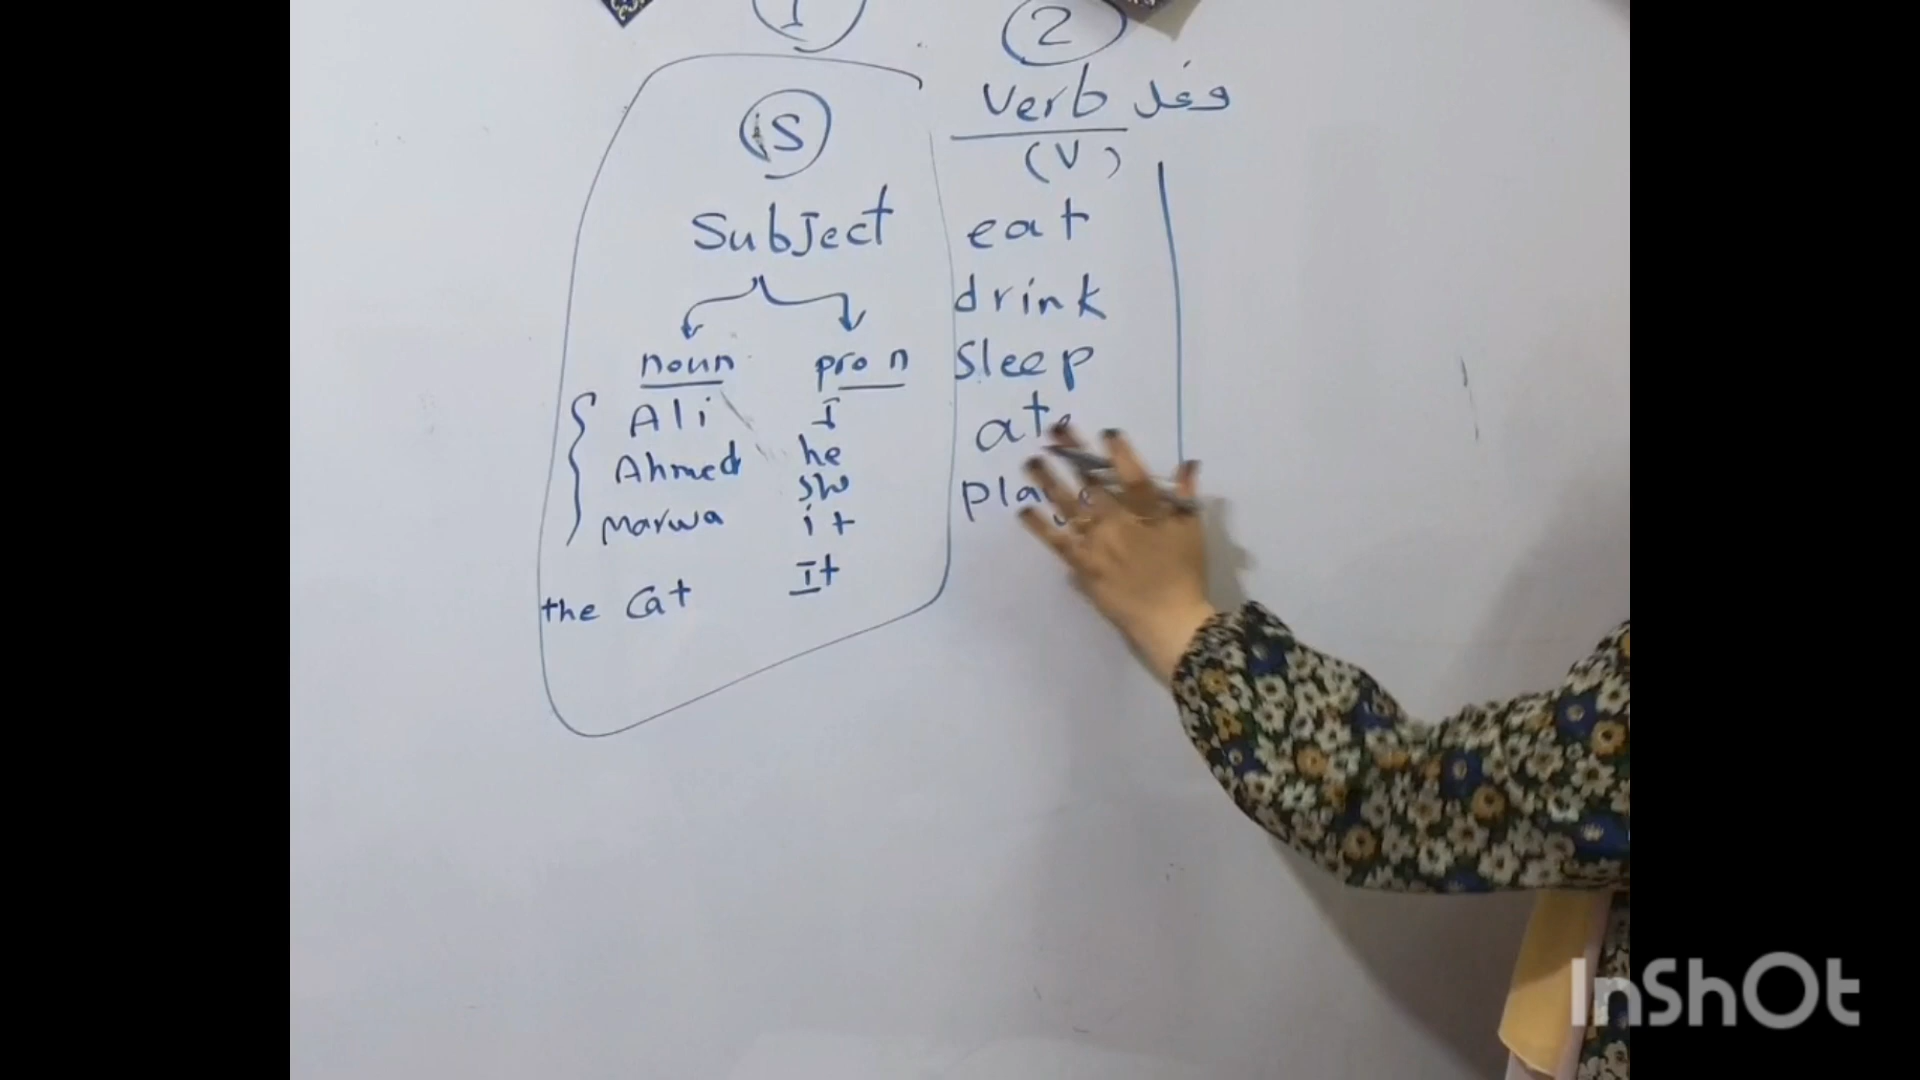 1
2
S
Verb فعل
(V)
Subject
noun
pro n
Ali
Ahmed
Marwa
the Cat
I
he
it
It
eat
drink
sleep
ate
InShOt